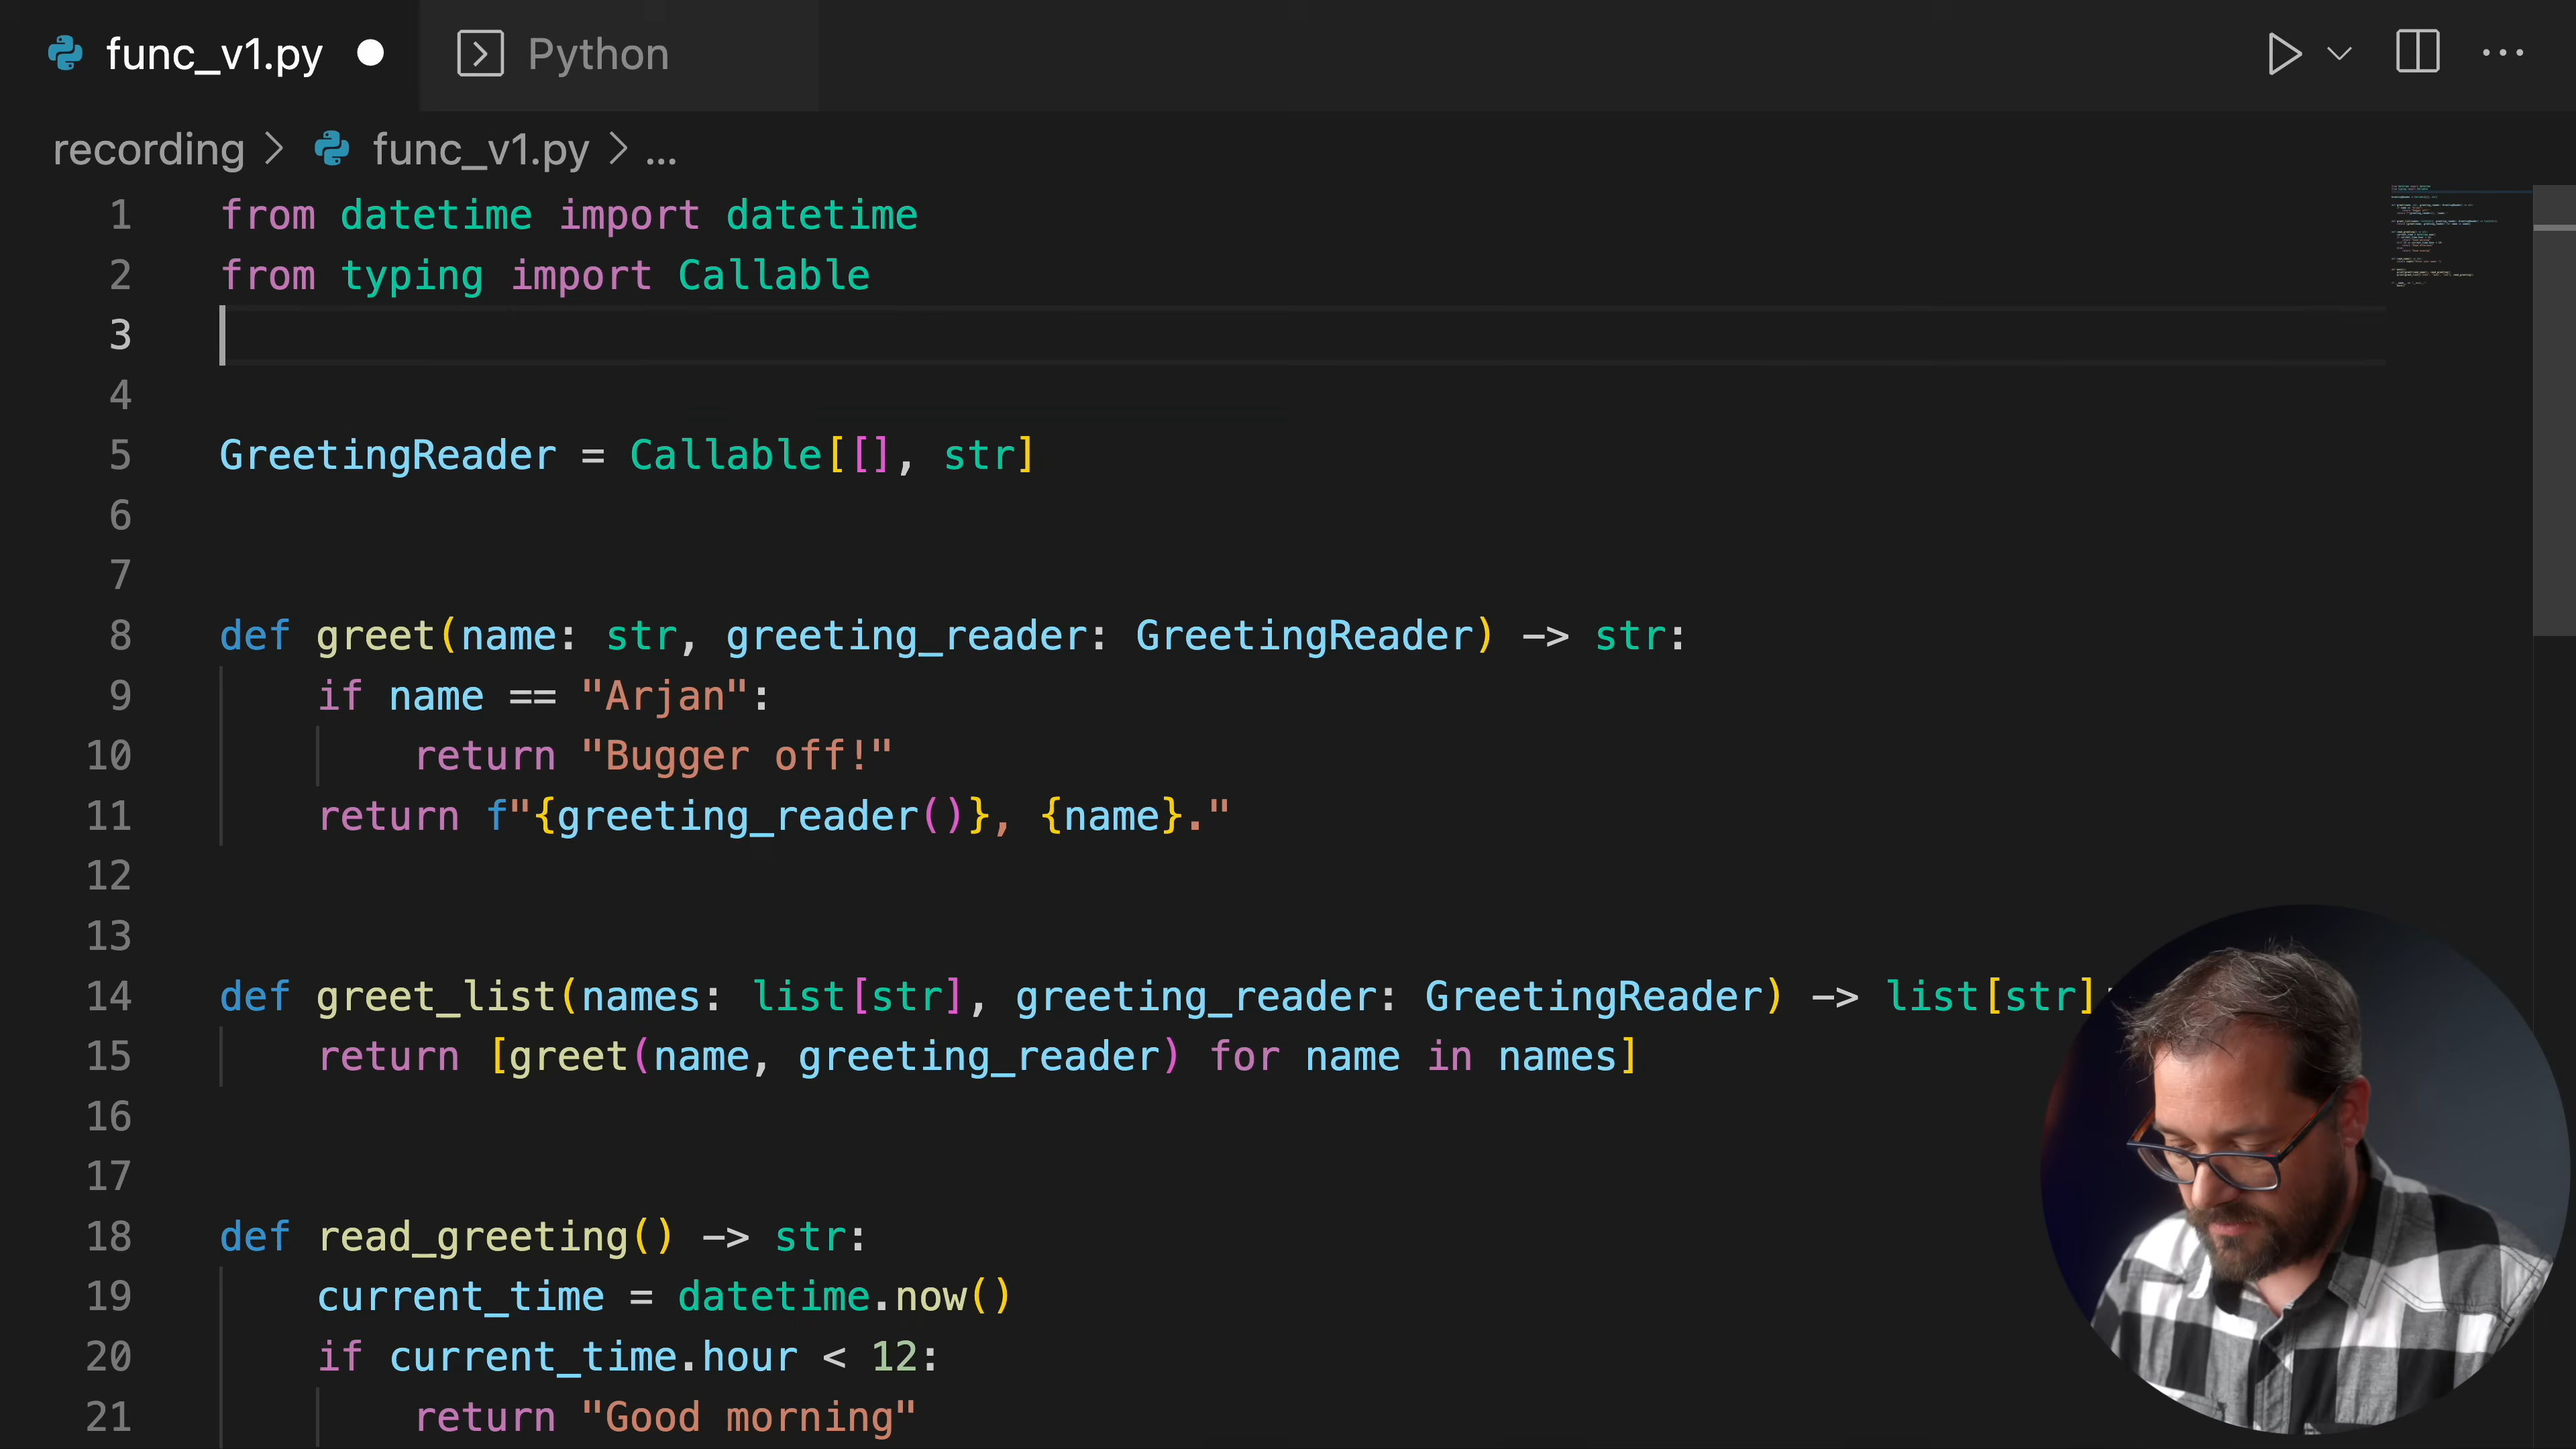 func_v1.py Python
recording > func_v1.py > ...
1 from datetime import datetime
2 from typing import Callable
3
4
5 GreetingReader = Callable[[], str]
6
7
8 def greet(name: str, greeting_reader: GreetingReader) -> str:
9     if name == "Arjan":
10         return "Bugger off!"
11     return f"{greeting_reader()}, {name}."
12
13
14 def greet_list(names: list[str], greeting_reader: GreetingReader) -> list[str]:
15     return [greet(name, greeting_reader) for name in names]
16
17
18 def read_greeting() -> str:
19     current_time = datetime.now()
20     if current_time.hour < 12:
21         return "Good morning"